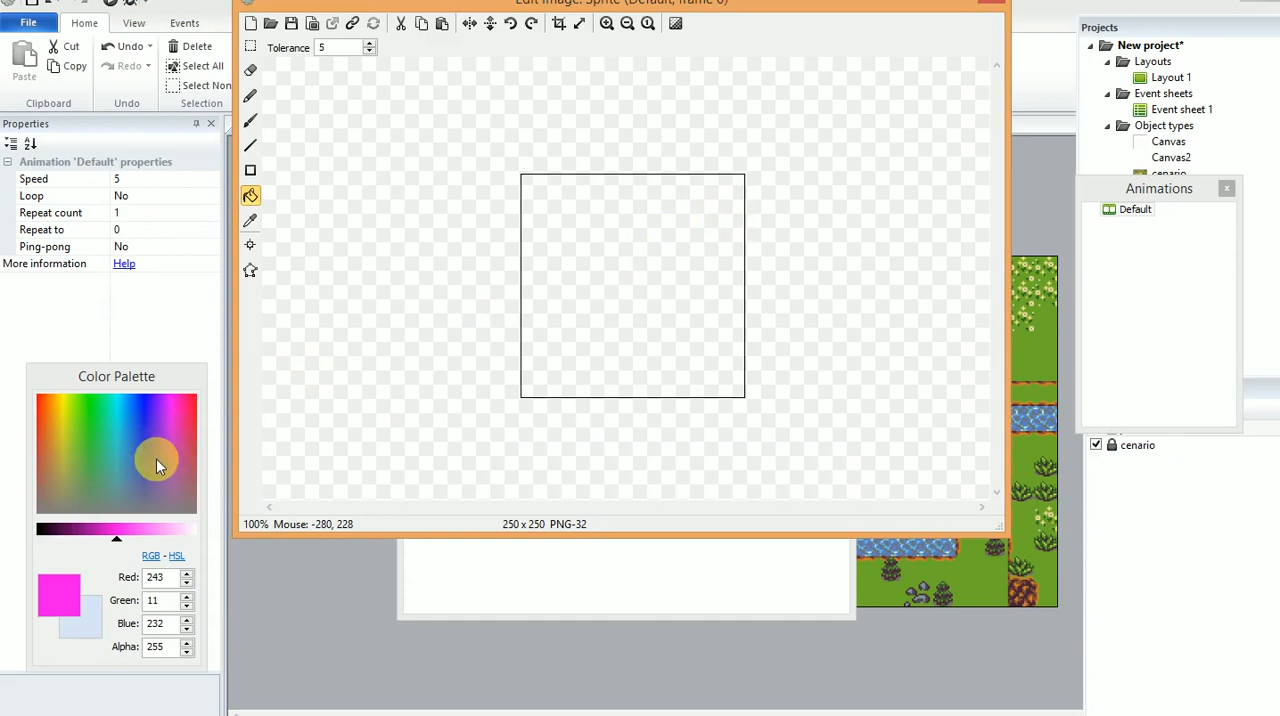 Edit image: Sprite (Default, frame 0)
File Home View Events
Cut
Copy
Paste
Clipboard
Undo
Redo
Undo
Delete
Select All
Select Non
Selection
Tolerance 5
Properties
Animation 'Default' properties
Speed 5
Loop No
Repeat count 1
Repeat to 0
Ping-pong No
More information Help
Color Palette
RGB - HSL
Red: 243
Green: 11
Blue: 232
Alpha: 255
100% Mouse: -280, 228
250 x 250 PNG-32
Projects
New project*
Layouts
Layout 1
Event sheets
Event sheet 1
Object types
Canvas
Canvas2
cenario
Animations
Default
cenario